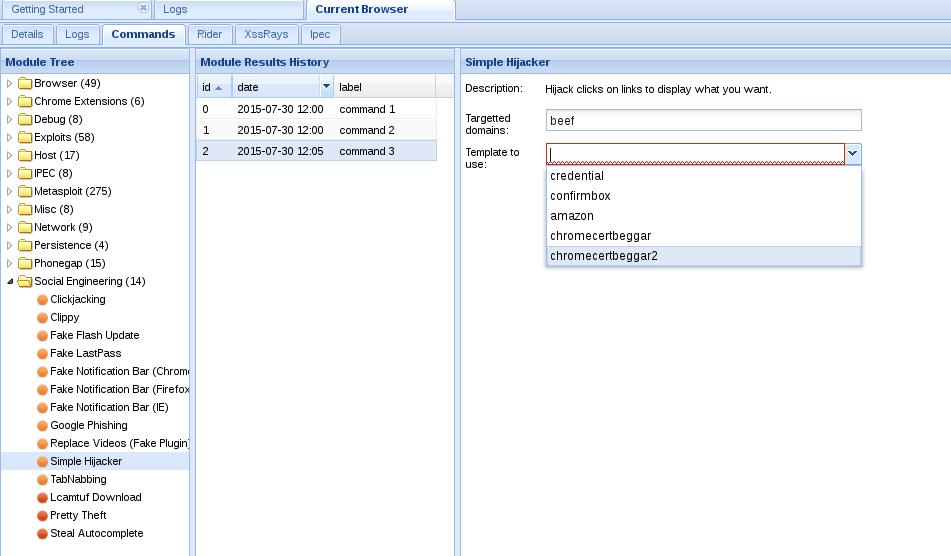 Getting Started
Logs
Current Browser
Details
Logs
Commands
Rider
XssRays
Ipec
Module Tree
Browser (49)
Chrome Extensions (6)
Debug (8)
Exploits (58)
Host (17)
IPEC (8)
Metasploit (275)
Misc (8)
Network (9)
Persistence (4)
Phonegap (15)
Social Engineering (14)
Clickjacking
Clippy
Fake Flash Update
Fake LastPass
Fake Notification Bar (Chrom
Fake Notification Bar (Firefox
Fake Notification Bar (IE)
Google Phishing
Replace Videos (Fake Plugin)
Simple Hijacker
TabNabbing
Lcamtuf Download
Pretty Theft
Steal Autocomplete
Module Results History
id date label
0 2015-07-30 12:00 command 1
1 2015-07-30 12:00 command 2
2 2015-07-30 12:05 command 3
Simple Hijacker
Description: Hijack clicks on links to display what you want.
Targetted
domains:
beef
Template to
use:
credential
confirmbox
amazon
chromecertbeggar
chromecertbeggar2